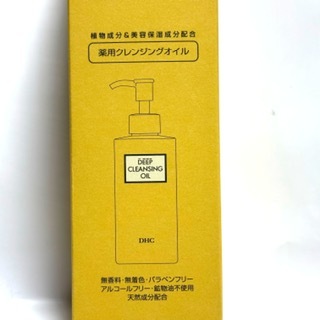 植物成分&美容保湿成分配合
薬用クレンジングオイル
DEEP
CLEANSING
OIL
DHC
無香料・無着色・パラベンフリー
アルコールフリー・鉱物油不使用
天然成分配合